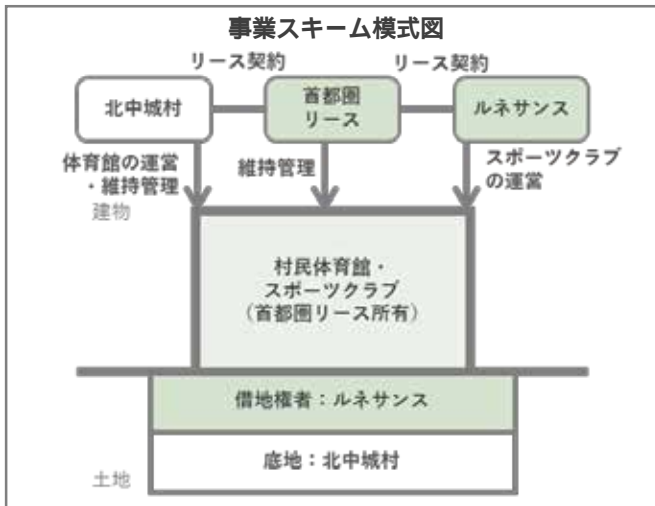 事業スキーム模式図
リース契約
リース契約
北中城村
首都圏
リース
ルネサンス
体育館の運営
・維持管理
維持管理
スポーツクラブ
の運営
建物
村民体育館・
スポーツクラブ
（首都圏リース所有）
借地権者：ルネサンス
底地：北中城村
土地